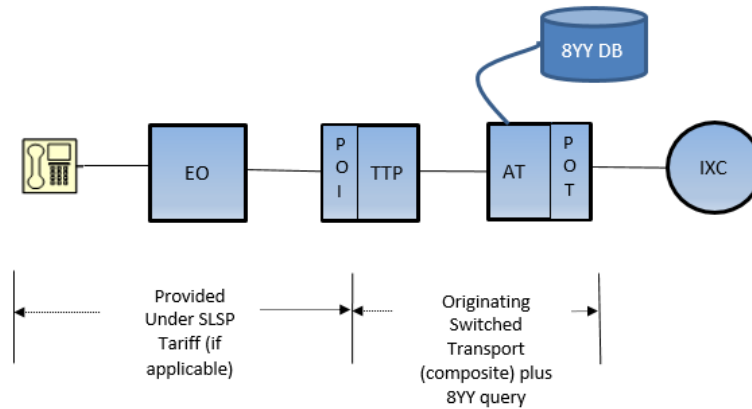 8YY DB
EO
P
O
I
TTP
AT
P
O
T
IXC
Provided
Under SLSP
Tariff (if
applicable)
Originating
Switched
Transport
(composite) plus
8YY query